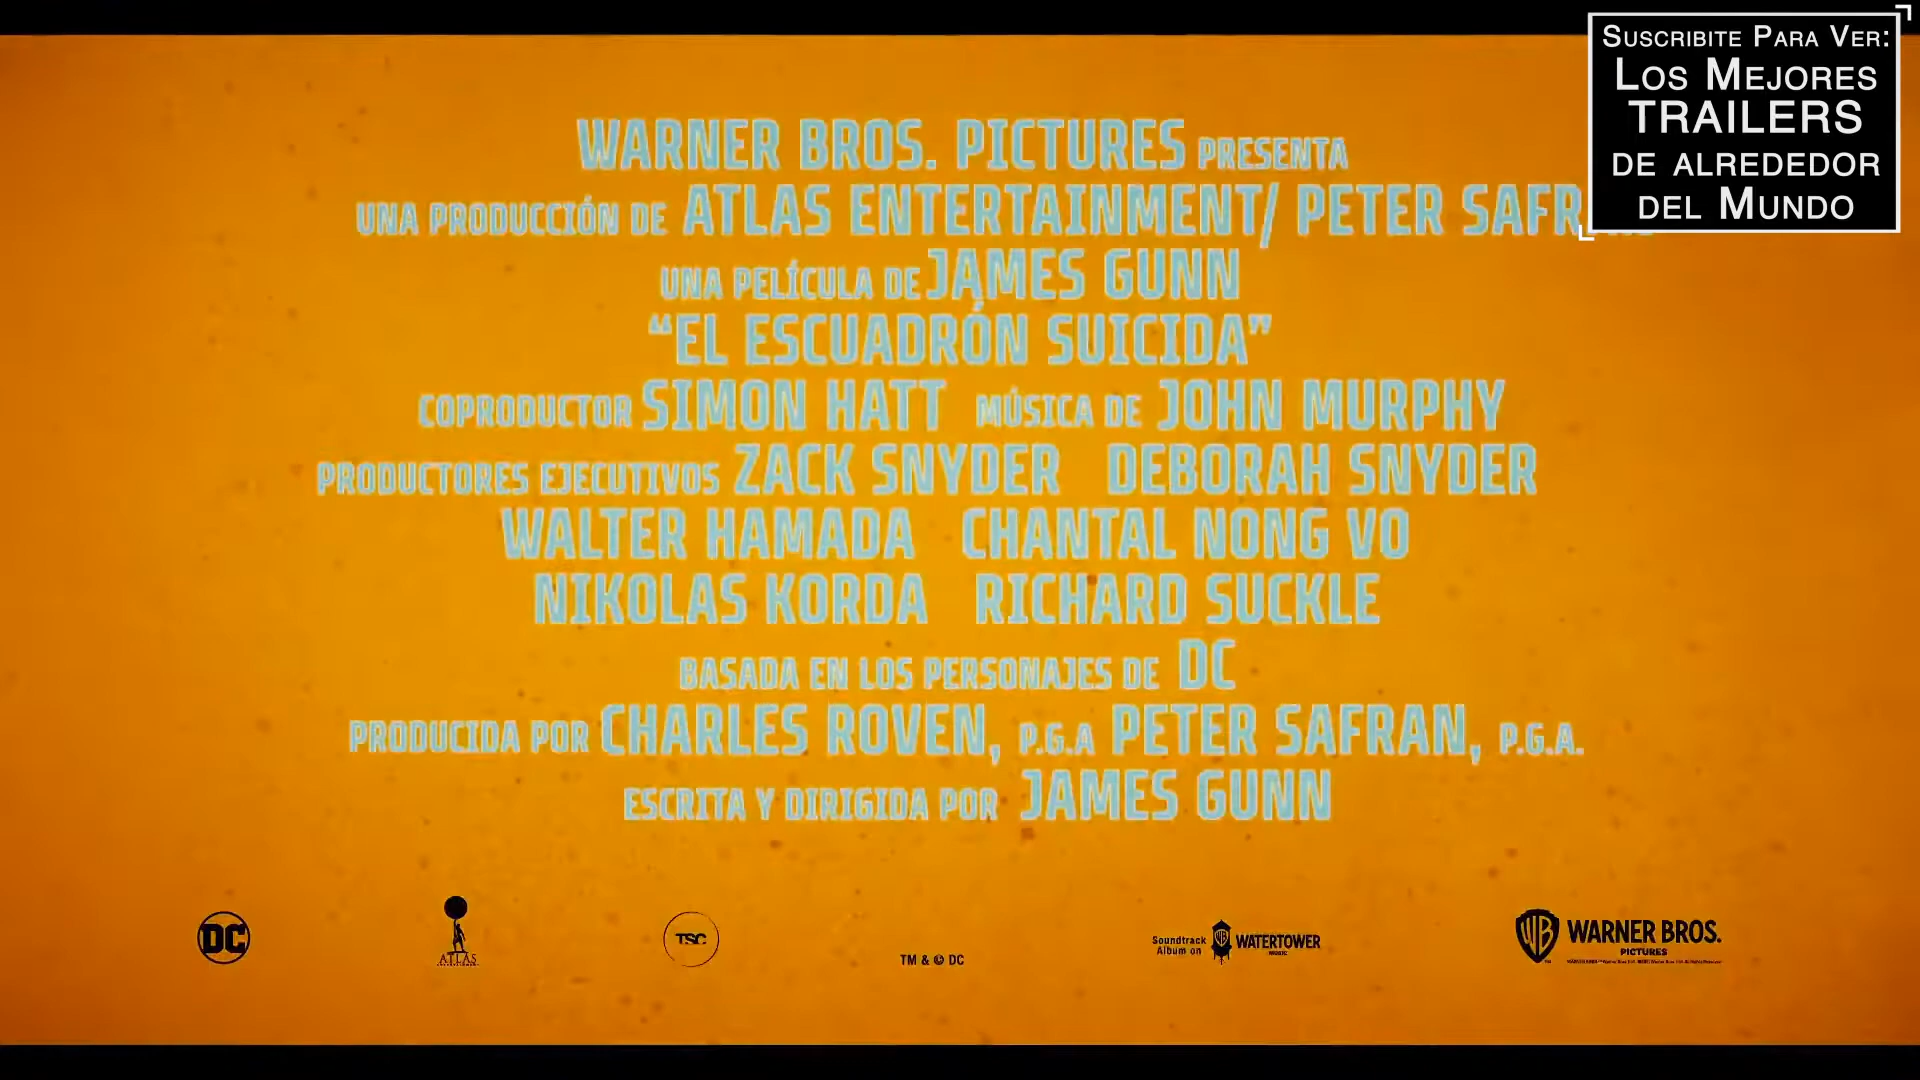 SUSCRIBITE PARA VER:
LOS MEJORES
TRAILERS
DE ALREDEDOR
DEL MUNDO
WARNER BROS. PICTURES PRESENTA
UNA PRODUCCIÓN DE ATLAS ENTERTAINMENT/ PETER
UNA PELÍCULA DE JAMES GUNN
“EL ESCUADRÓN SUICIDA”
COPRODUCTOR SIMON HATT MÚSICA DE JOHN MURPHY
PRODUCTORES EJECUTIVOS ZACK SNYDER DEBORAH SNYDER
WALTER HAMADA CHANTAL NONG VO
NIKOLAS KORDA RICHARD SUCKLE
BASADA EN LOS PERSONAJES DE DC
PRODUCIDA POR CHARLES ROVEN, P.G.A PETER SAFRAN, P.G.A.
ESCRITA Y DIRIGIDA POR JAMES GUNN
DC
ATLAS
TSC
TM & © DC
Soundtrack
Album on
WATERTOWER
WB WARNER BROS.
PICTURES